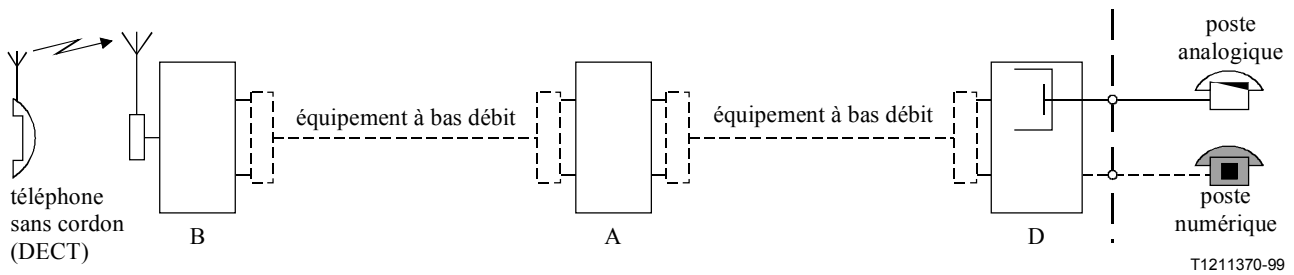 poste
analogique
équipement à bas débit
équipement à bas débit
téléphone
sans cordon
(DECT)
B
A
D
poste
numérique
T1211370-99